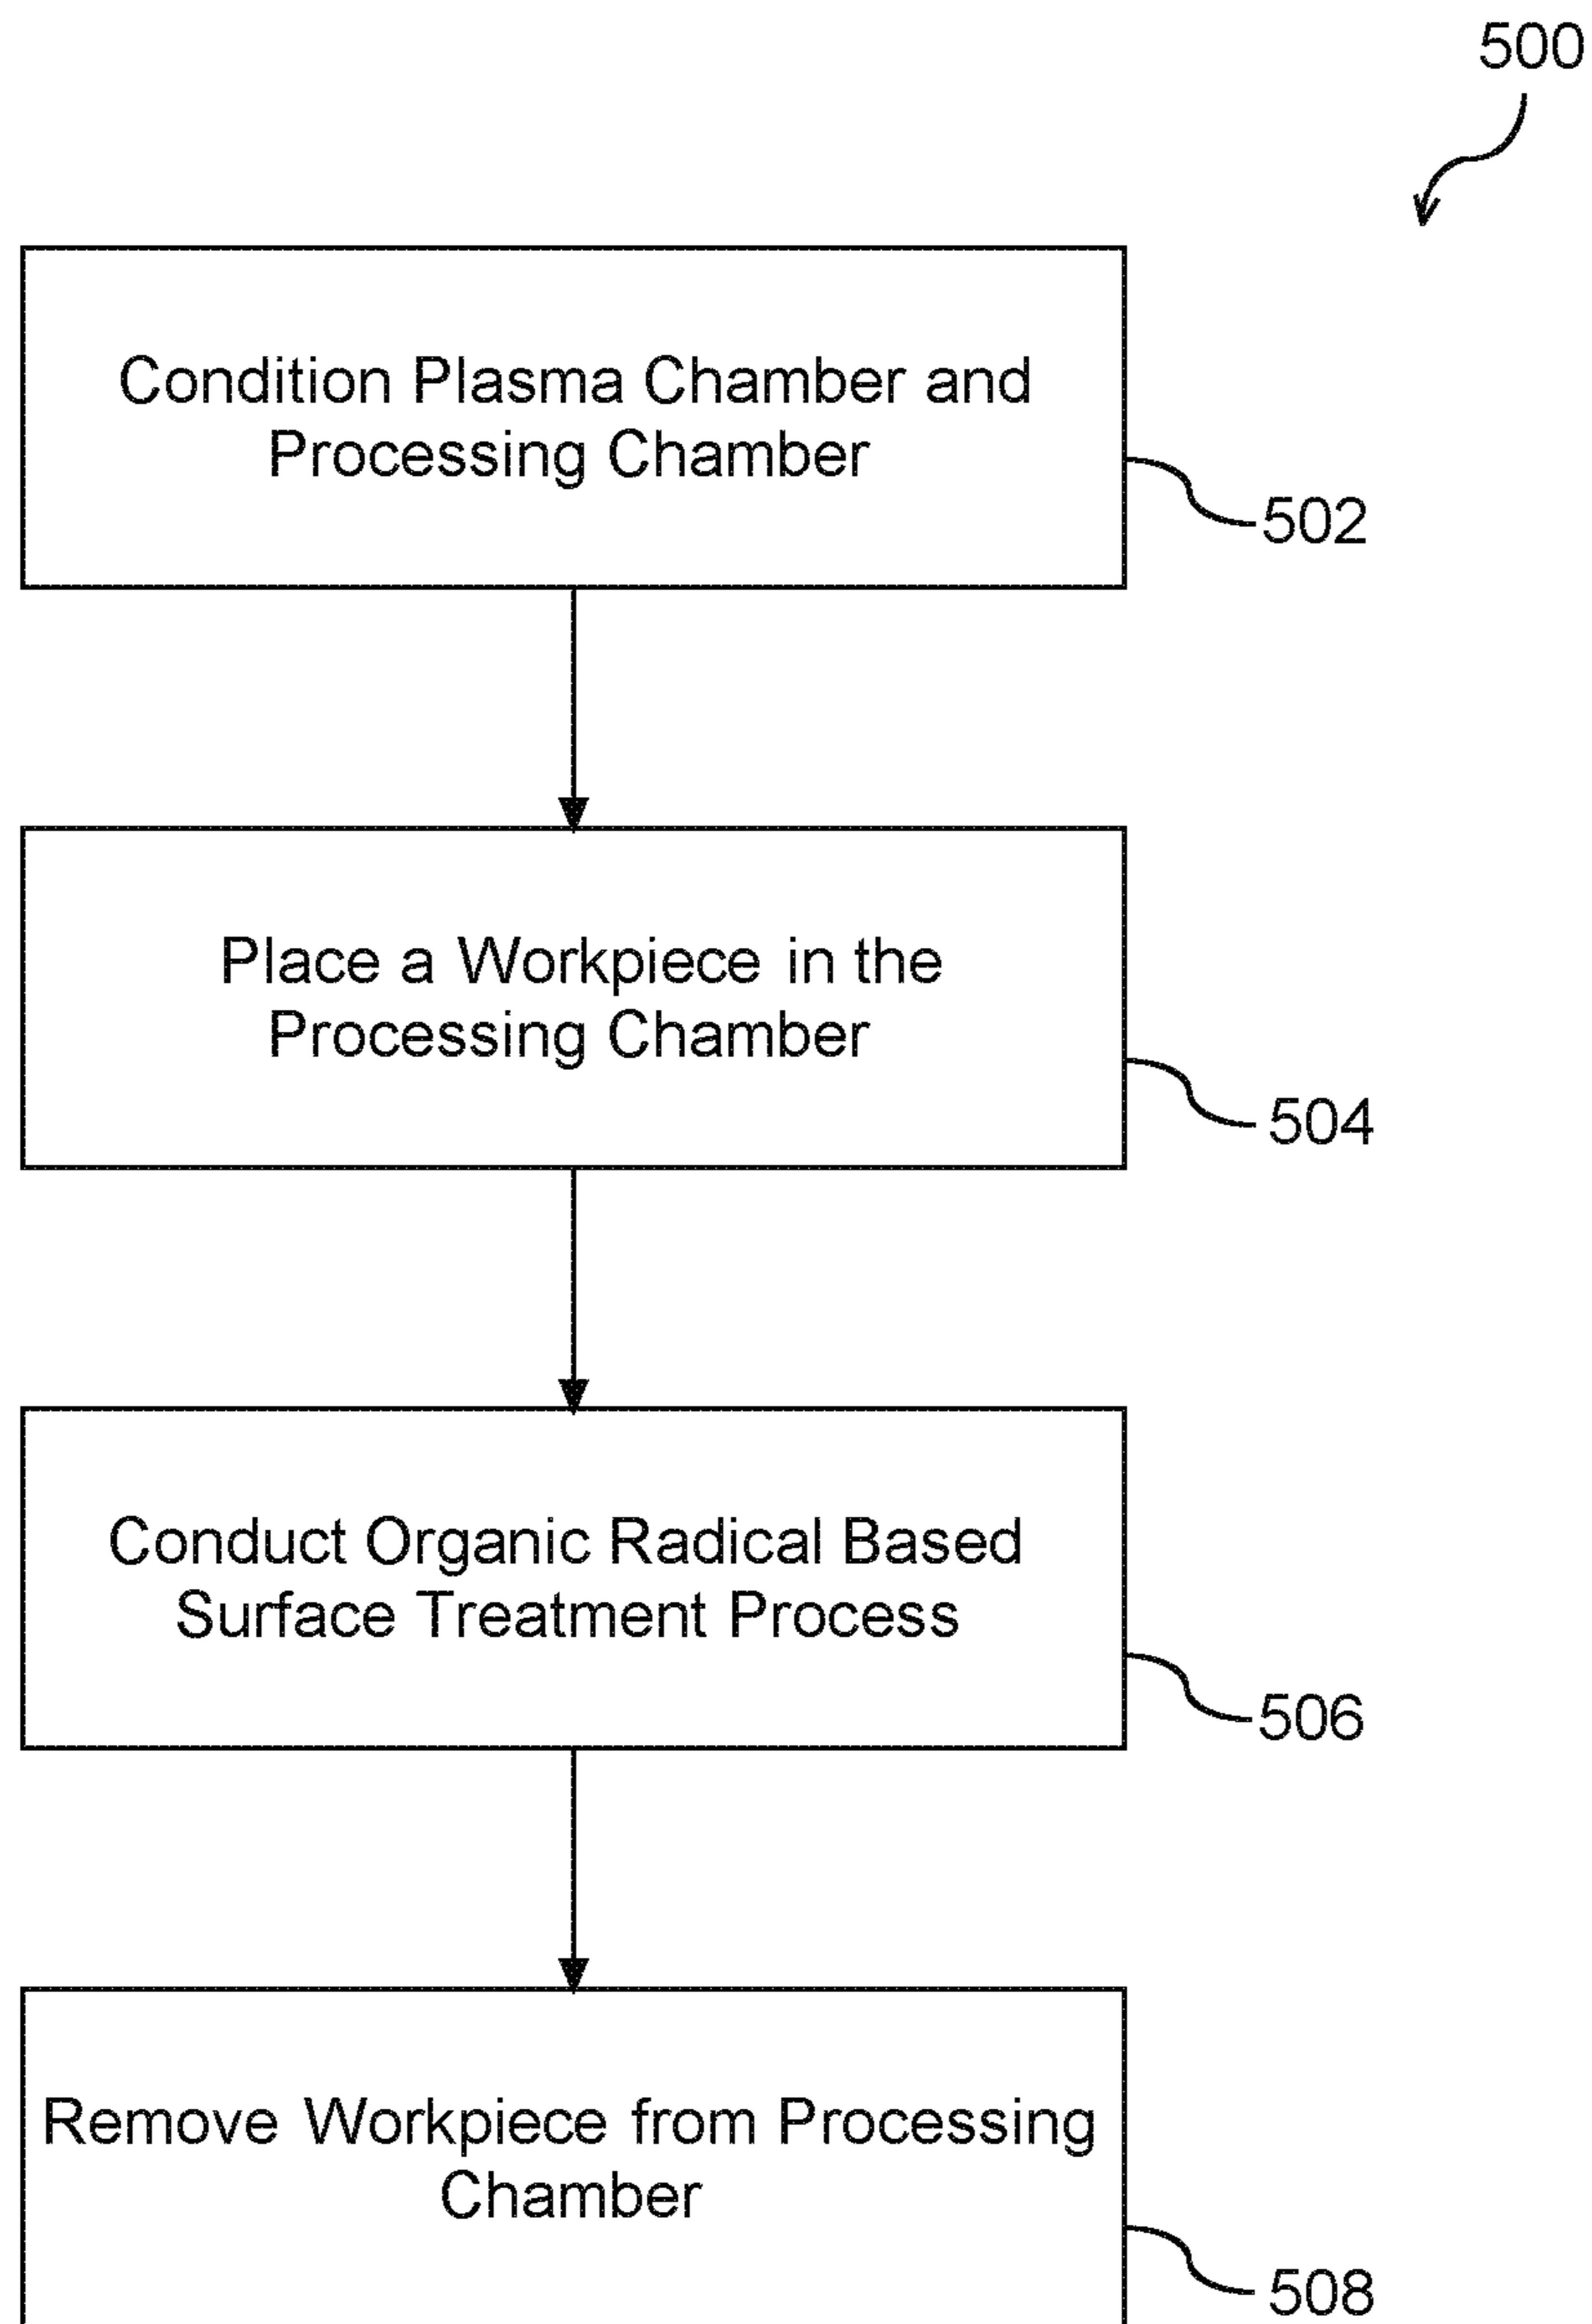 500
Condition Plasma Chamber and
Processing Chamber
502
Place a Workpiece in the
Processing Chamber
504
Conduct Organic Radical Based
Surface Treatment Process
506
Remove Workpiece from Processing
Chamber
508